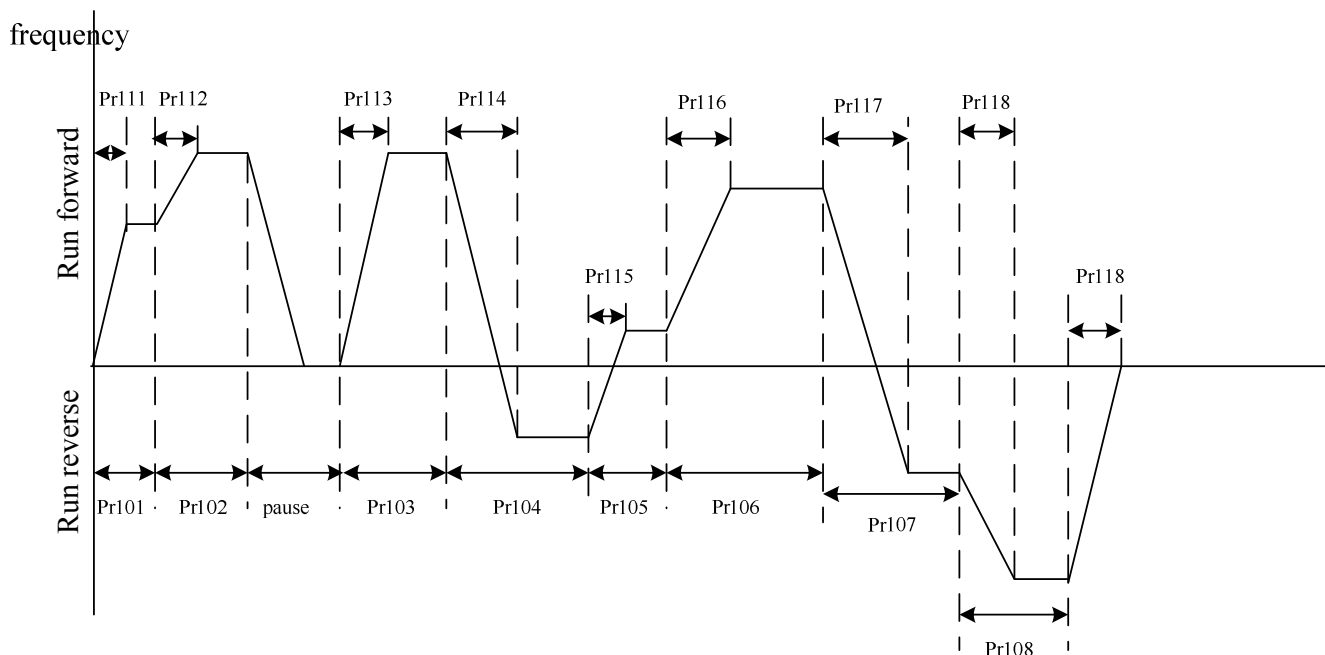 frequency
Pr111
Pr112
Pr113
Pr114
Pr116
Pr117
Pr118
Run forward
Pr115
Pr118
Run reverse
Pr101
Pr102
pause
Pr103
Pr104
Pr105
Pr106
Pr107
Pr108